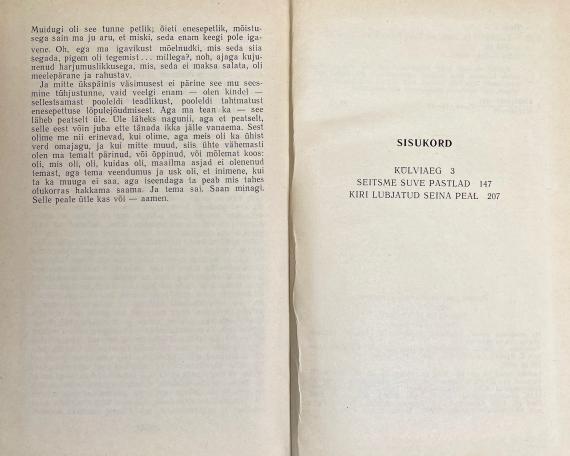 Muidugi oli see tunne petlik; õieti enesepetlik, mõistu-
sega sain ma ju aru, et miski, seda enam keegi pole iga-
vene. Oh, ega ma igavikust mõelnudki, mis seda siia
segada, pigem oli tegemist... millega?, noh, ajaga kuju-
nenud harjumuslikkusega, mis, seda ei maksa salata, oli
meelepärane ja rahustav.
Ja mitte ükspäinis väsimusest ei pärine see mu sees-
mine tühjustunne, vaid veelgi enam — olen kindel —
sellestsamast pooleldi teadlikust, pooleldi tahtmatust
enesepettuse lõpulejõudmisest. Aga ma tean ka — see
läheb peatselt üle. Ule läheks nagunii, aga et peatselt,
selle eest võin juba ette tänada ikka jälle vanaema. Sest
olime me nii erinevad, kui olime, aga meis oli ka ühist
verd omajagu, ja kui mitte muud, siis ühte vähemasti
olen ma temalt pärinud, või õppinud, või mõlemat koos:
oli, mis oli, oli, kuidas oli, maailma asjad ei olenenud
temast, aga tema veendumus ja usk oli, et inimene, kui
ta ka muuga ei saa, aga iseendaga ta peab mis tahes
olukorras hakkama saama. Ja tema sai. Saan minagi.
Selle peale ütle kas või — aamen.
SISUKORD
KÜLVIAEG 3
SEITSME SUVE PASTLAD 147
KIRI LUBJATUD SEINA PEAL 207